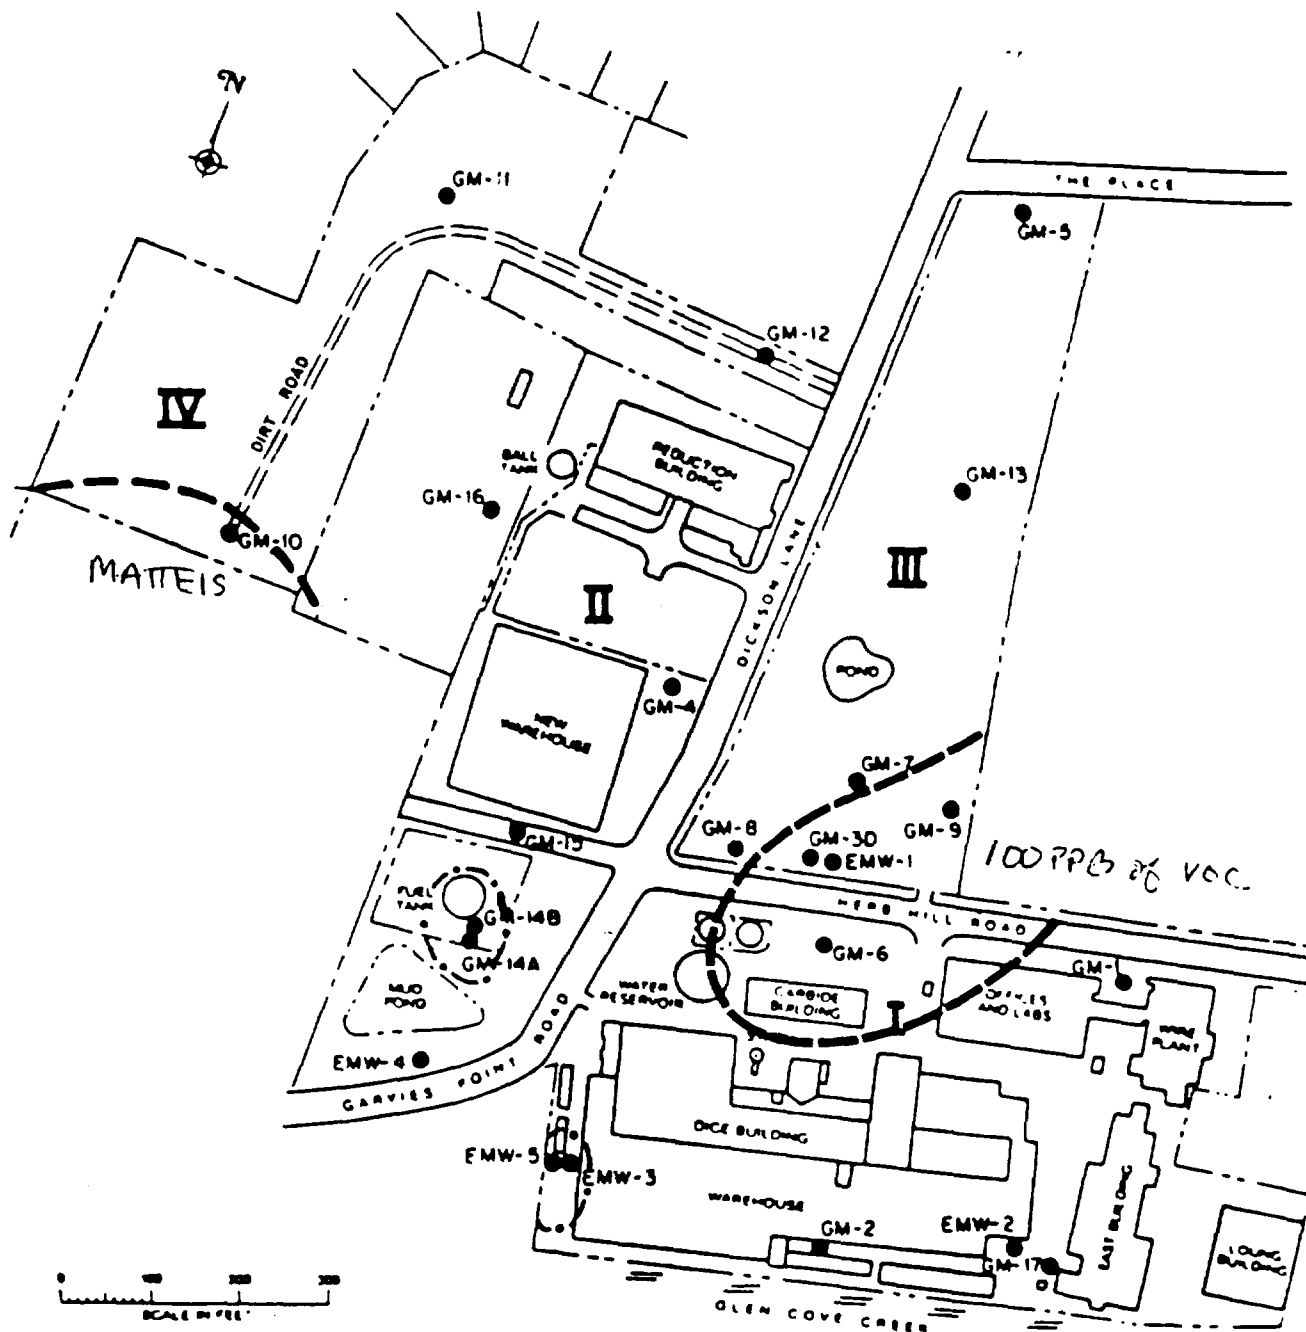 N
GM-11
THE PLACE
GM-5
GM-12
DIRT ROAD
IV
BALL
TANK
REDUCTION
BUILDING
GM-16
GM-13
GM-10
MATTEIS
III
II
DICKSON LANE
POND
GM-4
NEW
WAREHOUSE
GM-7
GM-8
GM-3D
GM-9
EMW-1
GM-15
100 PPB of VOC
HERB HILL ROAD
FUEL
TANK
GM-14B
GM-14A
GM-6
GM-1
MUD
POND
WATER
RESERVOIR
CARBIDE
BUILDING
OFFICES
AND LABS
WIRE
PLANT
I
EMW-4
GARVIES POINT ROAD
DICE BUILDING
EMW-5
EMW-3
WAREHOUSE
GM-2
EMW-2
GM-17
EAST BUILDING
BUILDING
0 100 200 300
SCALE IN FEET
GLEN COVE CREEK